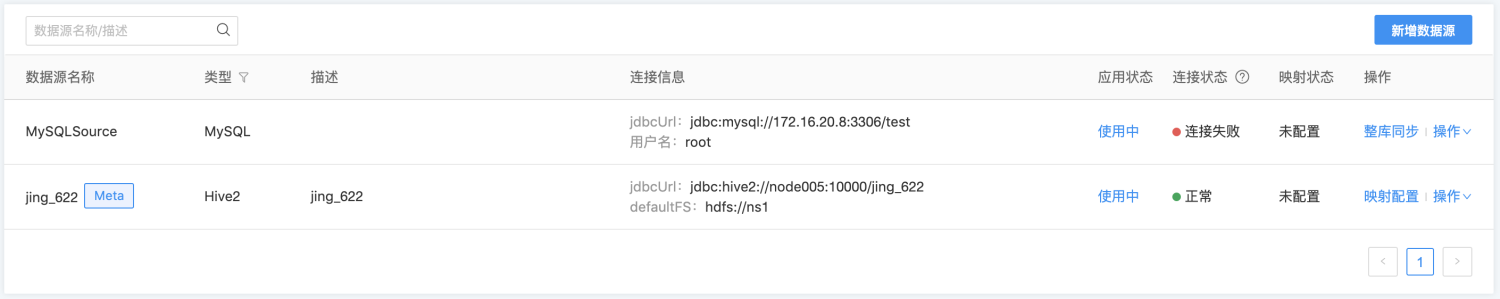 数据源名称/描述
新增数据源
数据源名称 类型 描述 连接信息 应用状态 连接状态 映射状态 操作
MySQLSource MySQL jdbcUrl: jdbc:mysql://172.16.20.8:3306/test 使用中 连接失败 未配置 整库同步 操作
用户名: root
jing_622 Meta Hive2 jing_622 jdbcUrl: jdbc:hive2://node005:10000/jing_622 使用中 正常 未配置 映射配置 操作
defaultFS: hdfs://ns1
< 1 >